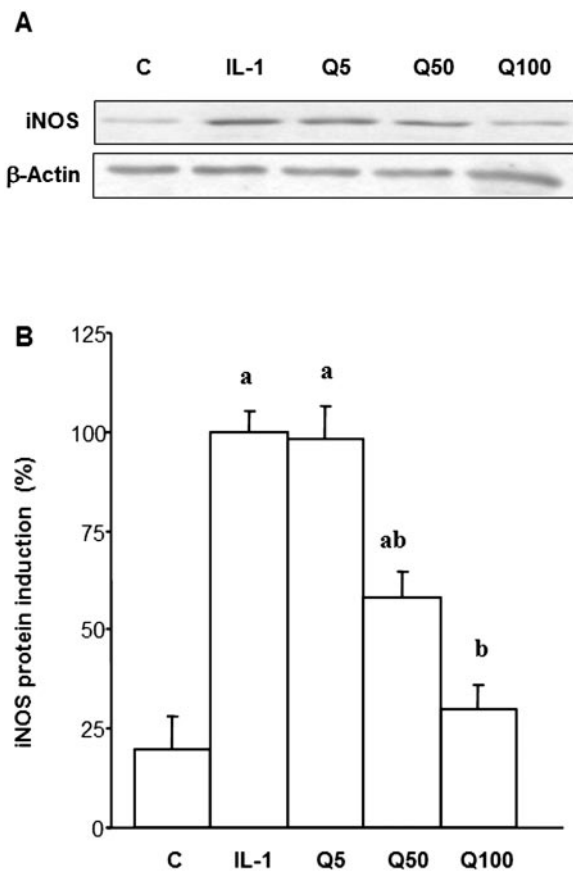 A
C IL-1 Q5 Q50 Q100
iNOS
β-Actin
B
iNOS protein induction (%)
125
100
75
50
25
0
a a ab b
C IL-1 Q5 Q50 Q100